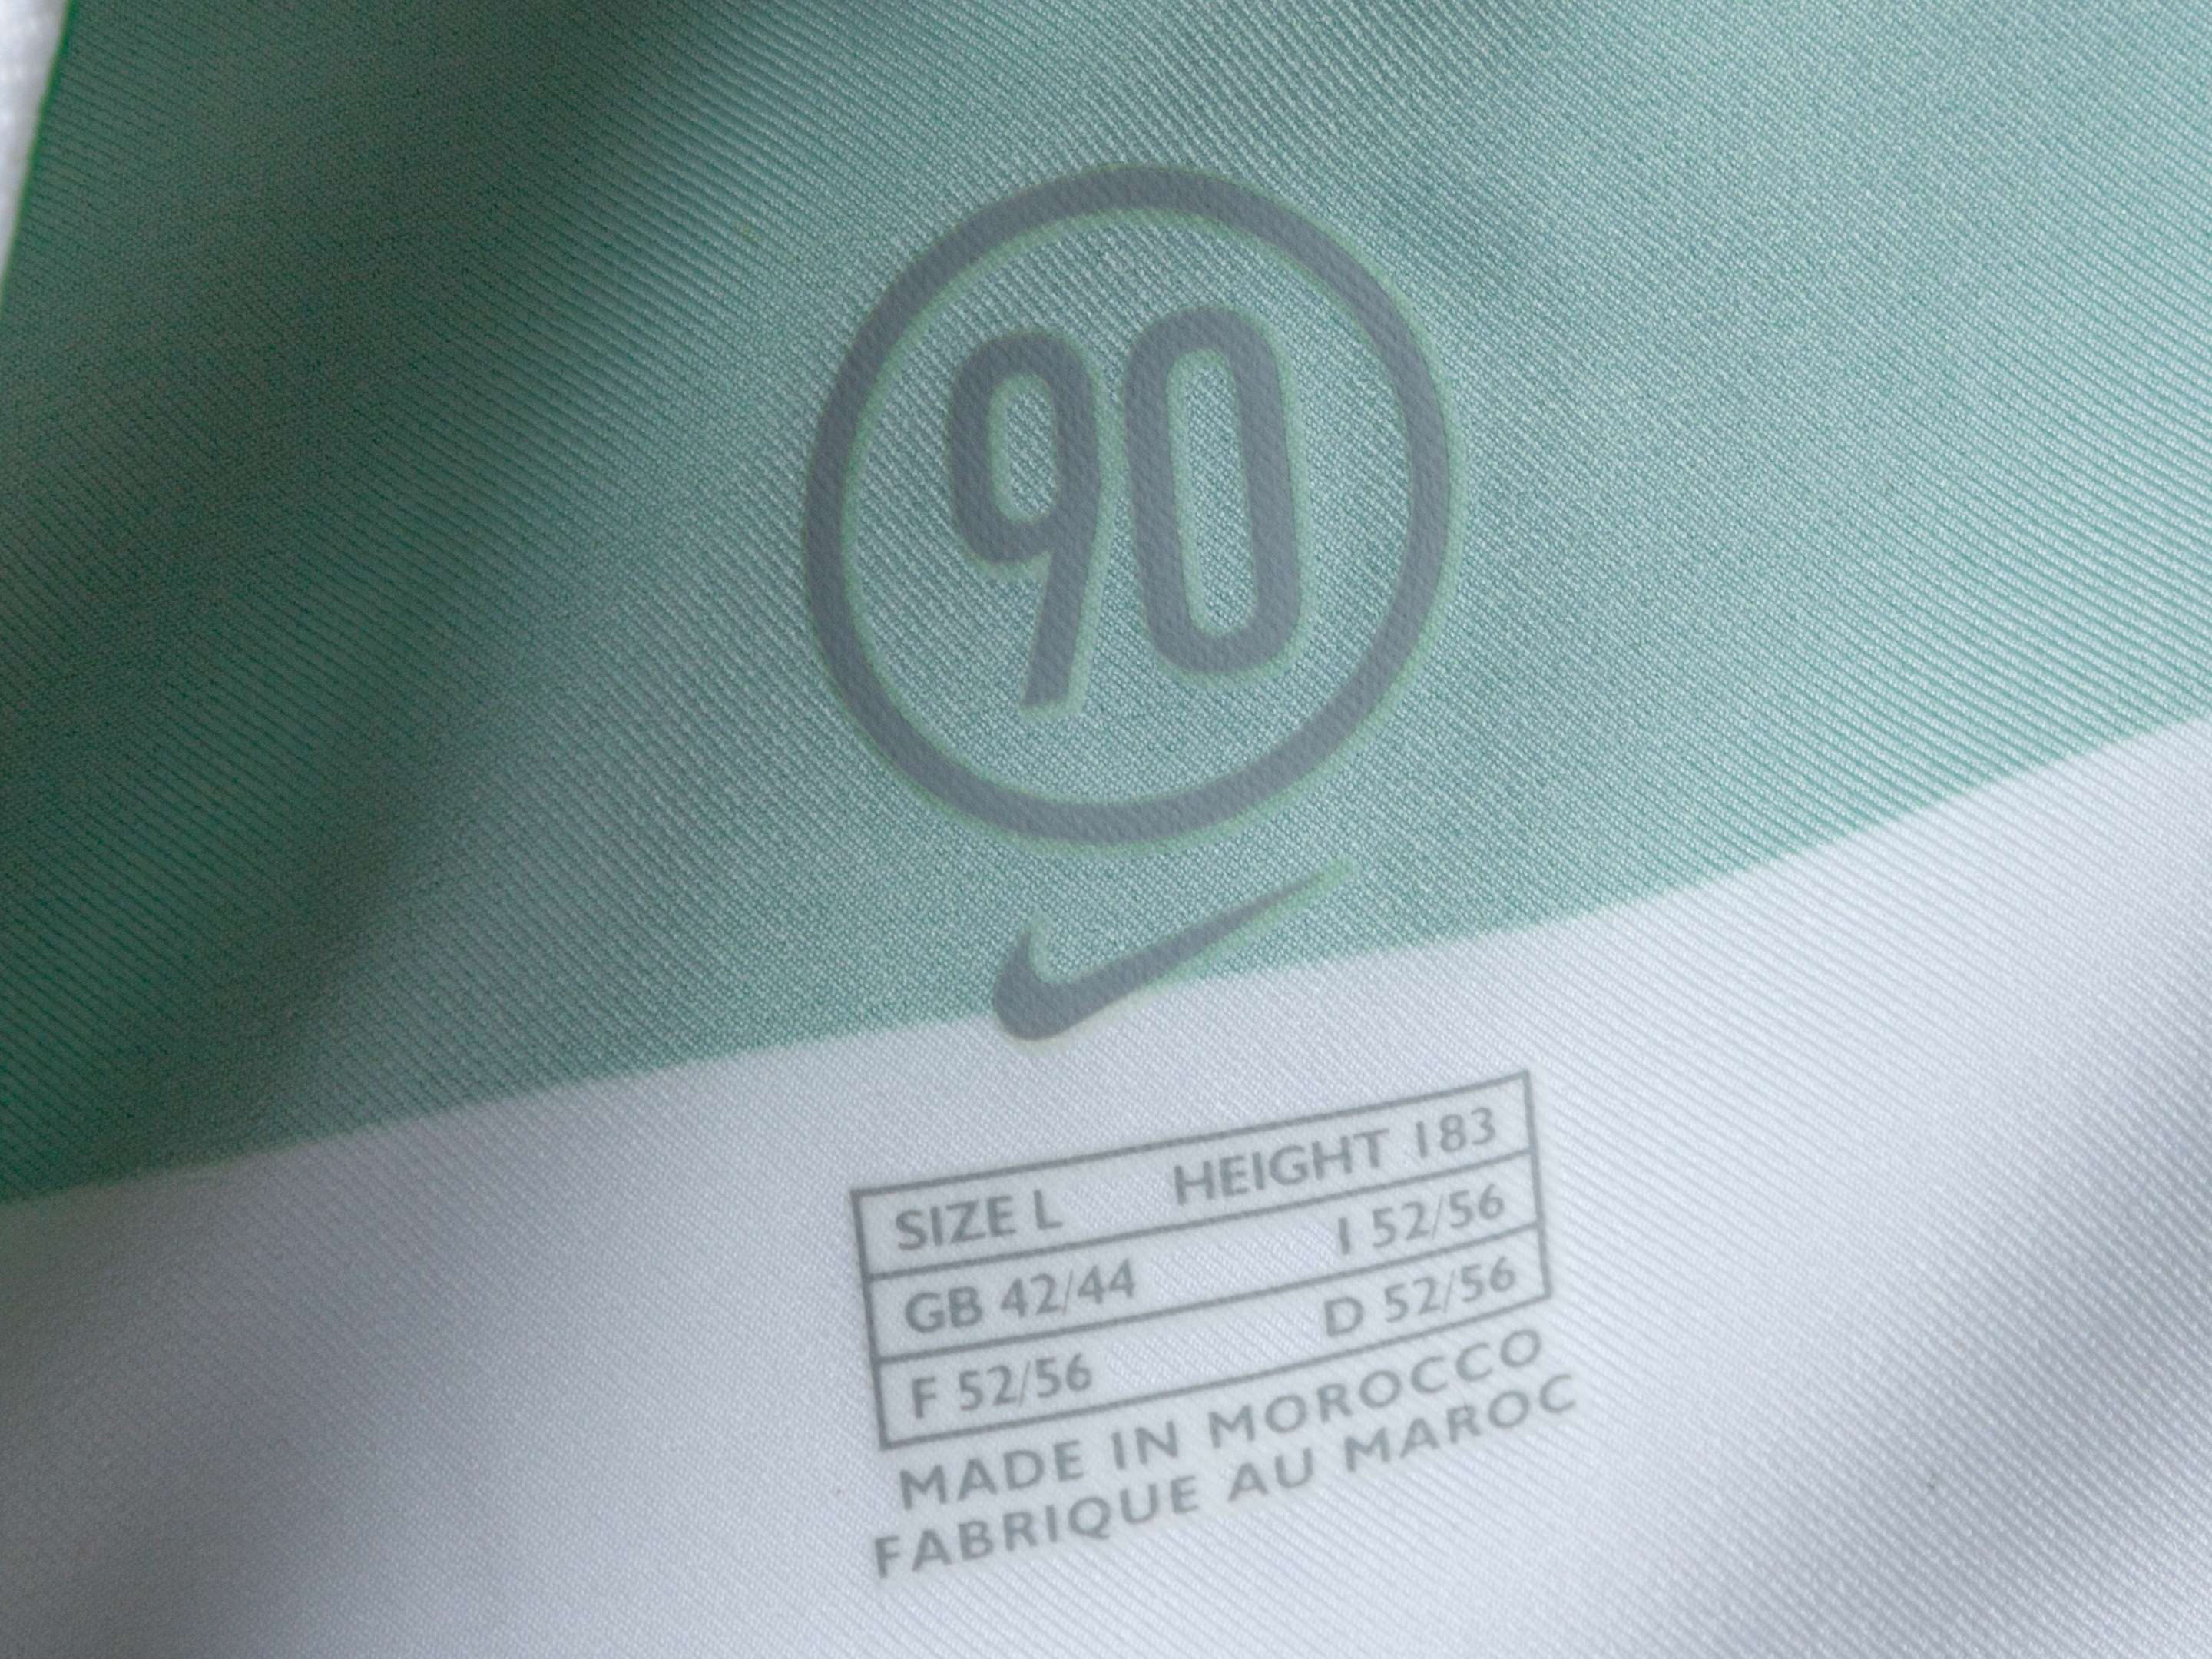 90
SIZE L HEIGHT 183
GB 42/44 I 52/56
F 52/56 D 52/56
MADE IN MOROCCO
FABRIQUE AU MAROC